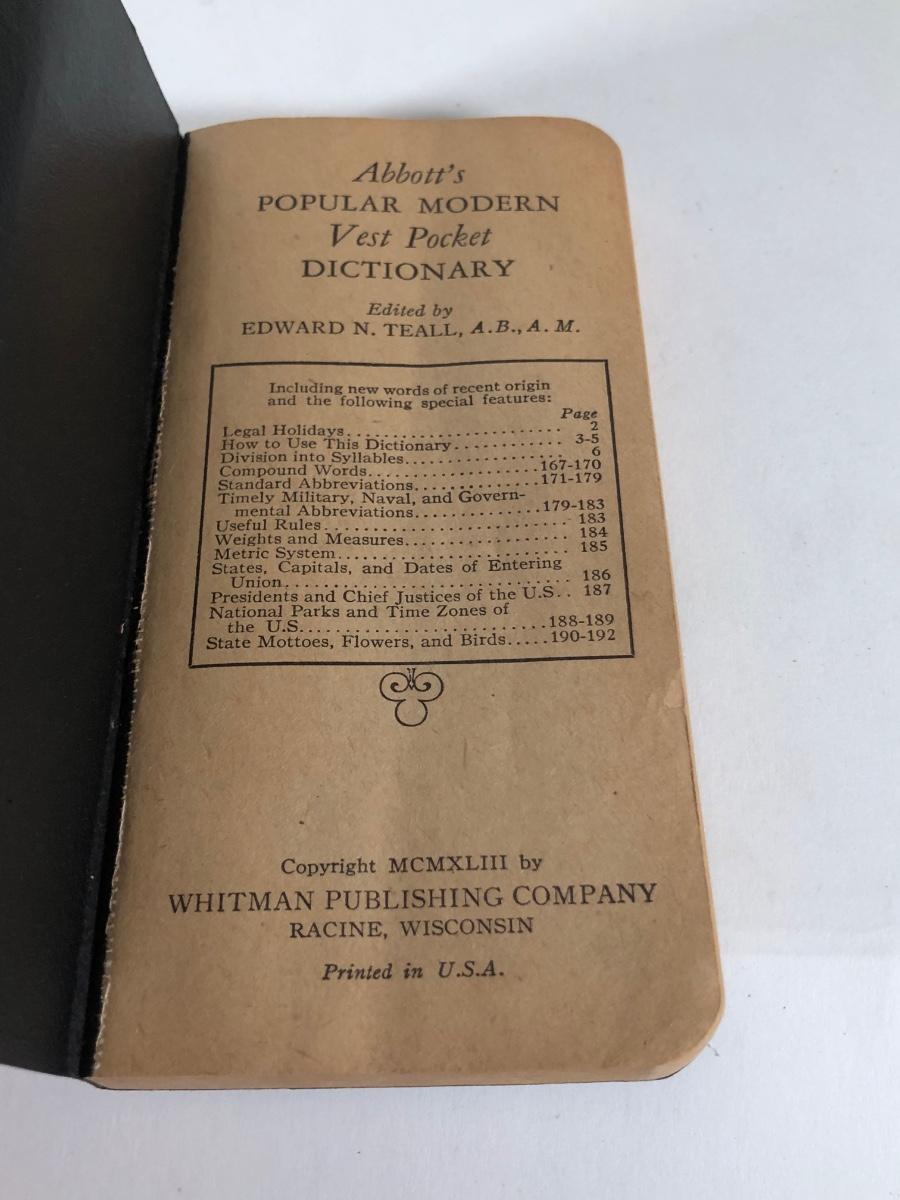 Abbott's
POPULAR MODERN
Vest Pocket
DICTIONARY
Edited by
EDWARD N. TEALL, A.B., A. M.
Including new words of recent origin
and the following special features:
Page
Legal Holidays........................ 2
How to Use This Dictionary........... 3-5
Division into Syllables................. 6
Compound Words....................167-170
Standard Abbreviations..............171-179
Timely Military, Naval, and Govern-
mental Abbreviations..............179-183
Useful Rules.......................... 183
Weights and Measures................. 184
Metric System........................ 185
States, Capitals, and Dates of Entering
Union.............................. 186
Presidents and Chief Justices of the U.S.. 187
National Parks and Time Zones of
the U.S..........................188-189
State Mottoes, Flowers, and Birds.....190-192
Copyright MCMXLIII by
WHITMAN PUBLISHING COMPANY
RACINE, WISCONSIN
Printed in U.S.A.